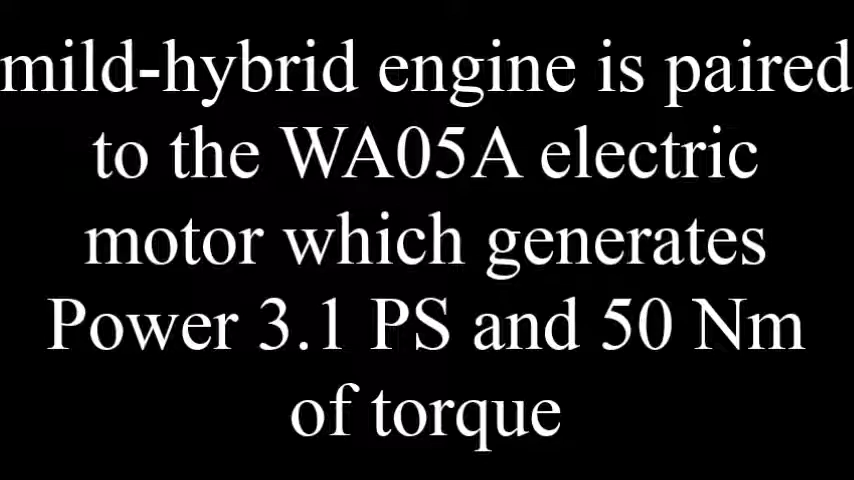 mild-hybrid engine is paired
to the WA05A electric
motor which generates
Power 3.1 PS and 50 Nm
of torque